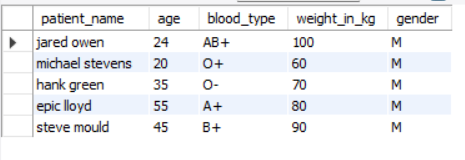 patient_name age blood_type weight_in_kg gender
jared owen 24 AB+ 100 M
michael stevens 20 O+ 60 M
hank green 35 O- 70 M
epic lloyd 55 A+ 80 M
steve mould 45 B+ 90 M